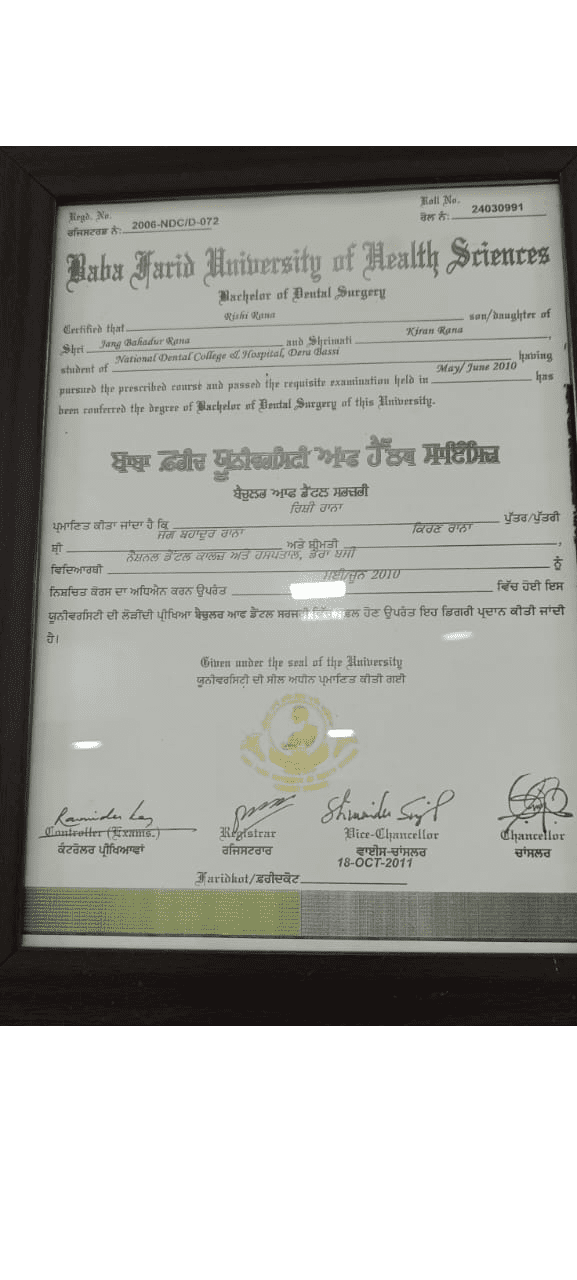 Regd. No.
ਰਜਿਸਟਰਡ ਨੰ: 2006-NDC/D-072
Roll No.
ਰੋਲ ਨੰ: 24030991
Baba Farid University of Health Sciences
Bachelor of Dental Surgery
Certified that Rishi Rana son/daughter of
Shri Jang Bahadur Rana and Shrimati Kiran Rana,
student of National Dental College & Hospital, Dera Bassi having
pursued the prescribed course and passed the requisite examination held in May/ June 2010 has
been conferred the degree of Bachelor of Dental Surgery of this University.
ਬਾਬਾ ਫ਼ਰੀਦ ਯੂਨੀਵਰਸਿਟੀ ਆਫ ਹੈੱਲਥ ਸਾਇੰਸਿਜ਼
ਬੈਚੁਲਰ ਆਫ ਡੈਂਟਲ ਸਰਜ਼ਰੀ
ਪ੍ਰਮਾਣਿਤ ਕੀਤਾ ਜਾਂਦਾ ਹੈ ਕਿ ਰਿਸ਼ੀ ਰਾਨਾ ਪੁੱਤਰ/ਪੁੱਤਰੀ
ਸ਼੍ਰੀ ਜੰਗ ਬਹਾਦੁਰ ਰਾਨਾ ਅਤੇ ਸ਼੍ਰੀਮਤੀ ਕਿਰਣ ਰਾਨਾ ,
ਵਿਦਿਆਰਥੀ ਨੈਸ਼ਨਲ ਡੈਂਟਲ ਕਾਲਜ਼ ਅਤੇ ਹਸਪਤਾਲ, ਡੇਰਾ ਬਸੀ ਨੂੰ
ਨਿਸ਼ਚਿਤ ਕੋਰਸ ਦਾ ਅਧਿਐਨ ਕਰਨ ਉਪਰੰਤ ਮਈ/ਜੂਨ 2010 ਵਿੱਚ ਹੋਈ ਇਸ
ਯੂਨੀਵਰਸਿਟੀ ਦੀ ਲੋੜੀਂਦੀ ਪ੍ਰੀਖਿਆ ਬੈਚੁਲਰ ਆਫ ਡੈਂਟਲ ਹੋਣ ਉਪਰੰਤ ਇਹ ਡਿਗਰੀ ਪ੍ਰਦਾਨ ਕੀਤੀ ਜਾਂਦੀ
ਹੈ।
Given under the seal of the University
ਯੂਨੀਵਰਸਿਟੀ ਦੀ ਸੀਲ ਅਧੀਨ ਪ੍ਰਮਾਣਿਤ ਕੀਤੀ ਗਈ
Controller (Exams.) Registrar Vice-Chancellor Chancellor
ਕੰਟਰੋਲਰ ਪ੍ਰੀਖਿਆਵਾਂ ਰਜਿਸਟਰਾਰ ਵਾਈਸ-ਚਾਂਸਲਰ ਚਾਂਸਲਰ
18-OCT-2011
Faridkot/ਫ਼ਰੀਦਕੋਟ